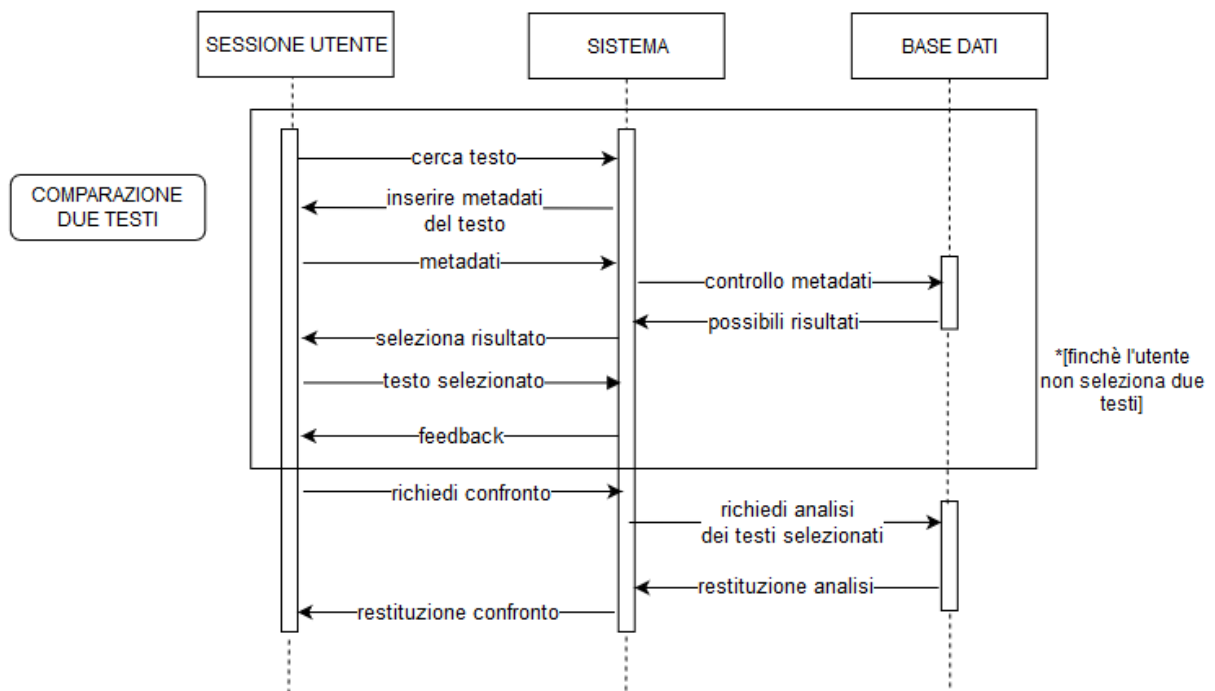 SESSIONE UTENTE
SISTEMA
BASE DATI
COMPARAZIONE
DUE TESTI
cerca testo
inserire metadati
del testo
metadati
controllo metadati
possibili risultati
seleziona risultato
*[finchè l'utente
non seleziona due
testi]
testo selezionato
feedback
richiedi confronto
richiedi analisi
dei testi selezionati
restituzione analisi
restituzione confronto